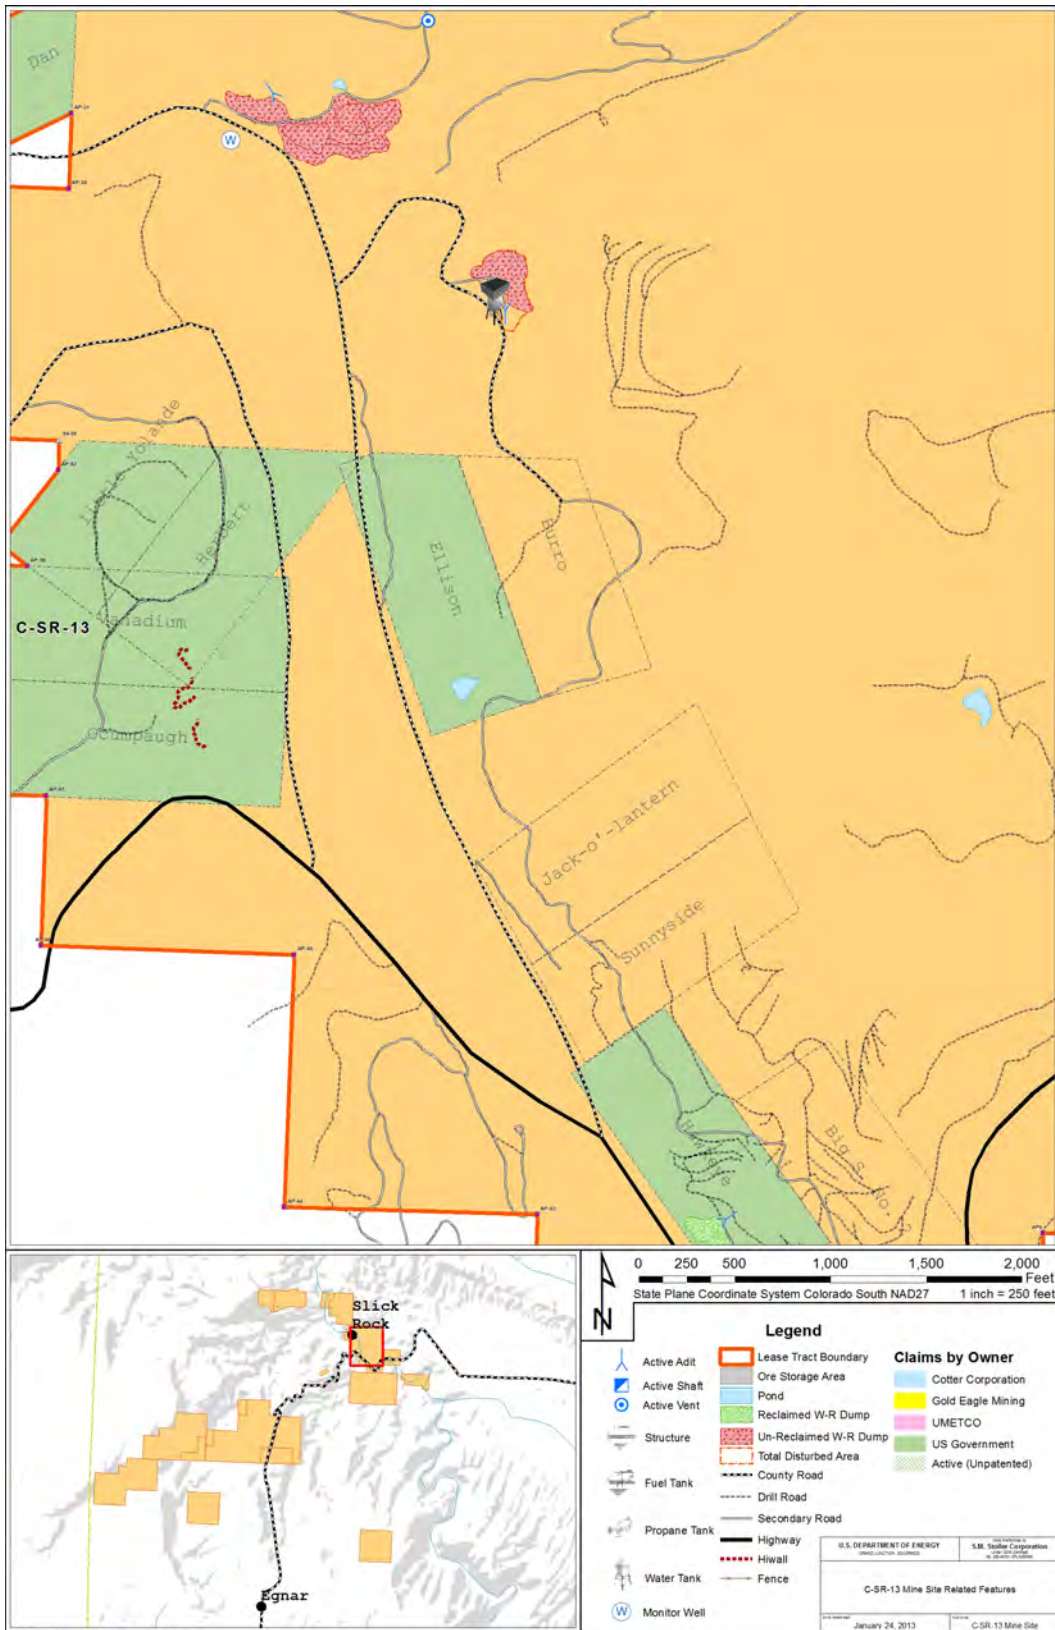 Dan
AP-31
W
Little Yolande
Herbert
Ellison
Burro
C-SR-13
Vanadium
Ocumpaugh
Jack-o'-lantern
Sunnyside
Hawkeye
Big S. No.
Slick
Rock
Egnar
N
0 250 500 1,000 1,500 2,000
Feet
State Plane Coordinate System Colorado South NAD27 1 inch = 250 feet
Legend
Active Adit
Active Shaft
Active Vent
Structure
Fuel Tank
Propane Tank
Water Tank
W Monitor Well
Lease Tract Boundary
Ore Storage Area
Pond
Reclaimed W-R Dump
Un-Reclaimed W-R Dump
Total Disturbed Area
County Road
Drill Road
Secondary Road
Highway
Hiwall
Fence
Claims by Owner
Cotter Corporation
Gold Eagle Mining
UMETCO
US Government
Active (Unpatented)
U.S. DEPARTMENT OF ENERGY
S.M. Stoller Corporation
C-SR-13 Mine Site Related Features
January 24, 2013
C-SR-13 Mine Site